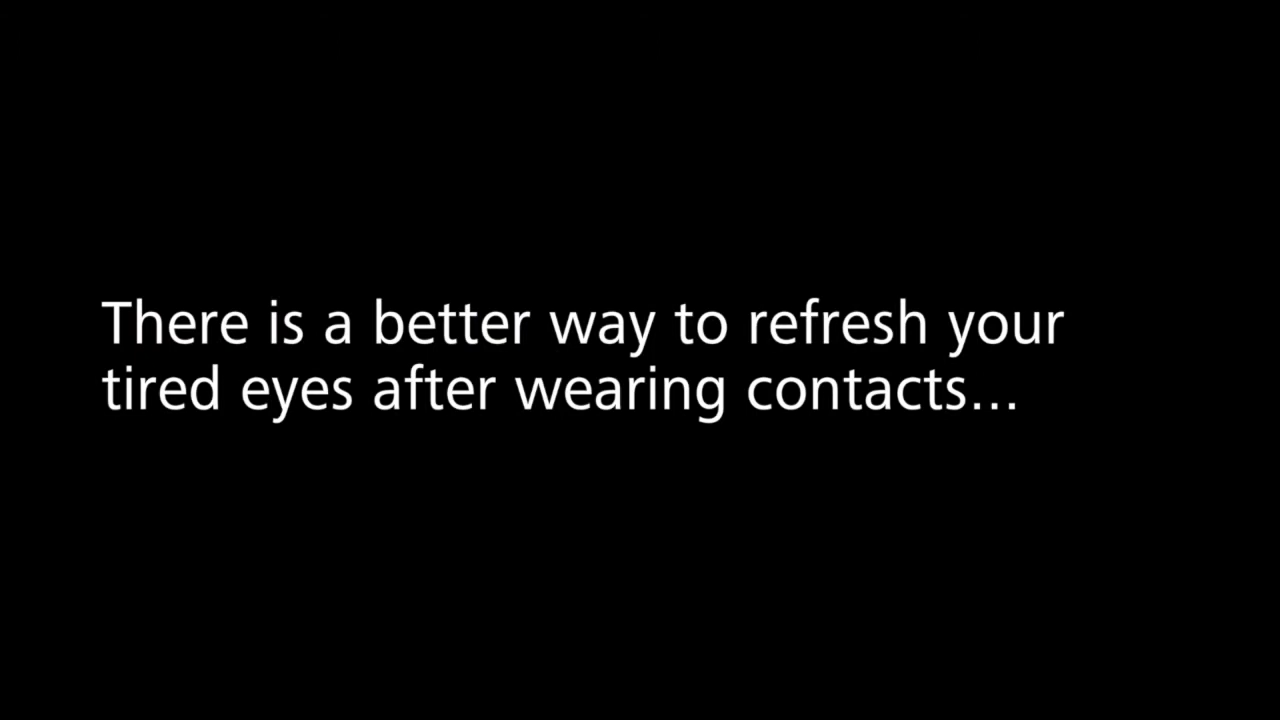 There is a better way to refresh your
tired eyes after wearing contacts...